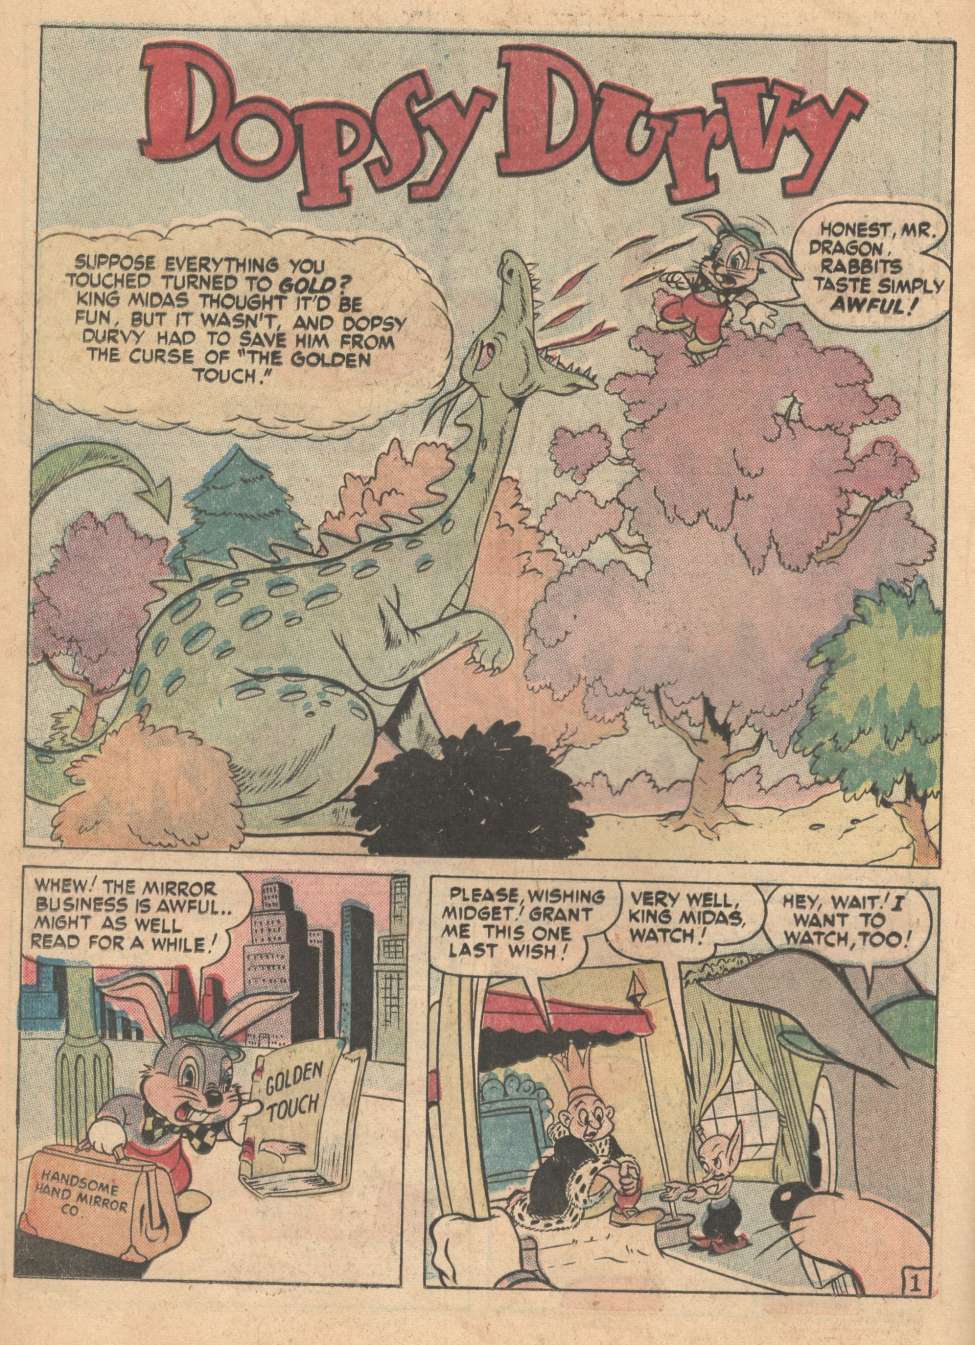 DOPSY DURVY
SUPPOSE EVERYTHING YOU
TOUCHED TURNED TO GOLD?
KING MIDAS THOUGHT IT'D BE
FUN, BUT IT WASN'T, AND DOPSY
DURVY HAD TO SAVE HIM FROM
THE CURSE OF "THE GOLDEN
TOUCH."
HONEST, MR.
DRAGON,
RABBITS
TASTE SIMPLY
AWFUL!
WHEW! THE MIRROR
BUSINESS IS AWFUL..
MIGHT AS WELL
READ FOR A WHILE!
GOLDEN
TOUCH
HANDSOME
HAND MIRROR
CO.
PLEASE, WISHING
MIDGET! GRANT
ME THIS ONE
LAST WISH!
VERY WELL,
KING MIDAS,
WATCH!
HEY, WAIT! I
WANT TO
WATCH, TOO!
1